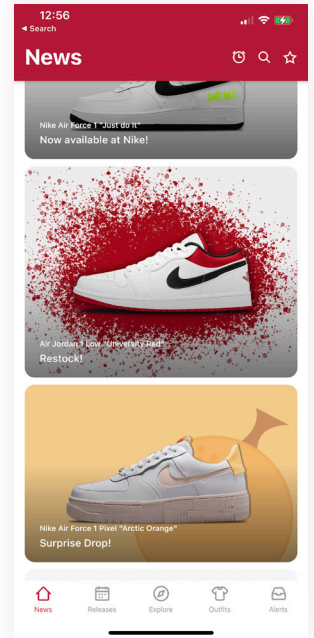 12:56
◀ Search
News
Nike Air Force 1 "Just do it"
Now available at Nike!
Air Jordan 1 Low "University Red"
Restock!
Nike Air Force 1 Pixel "Arctic Orange"
Surprise Drop!
News
Releases
Explore
Outfits
Alerts